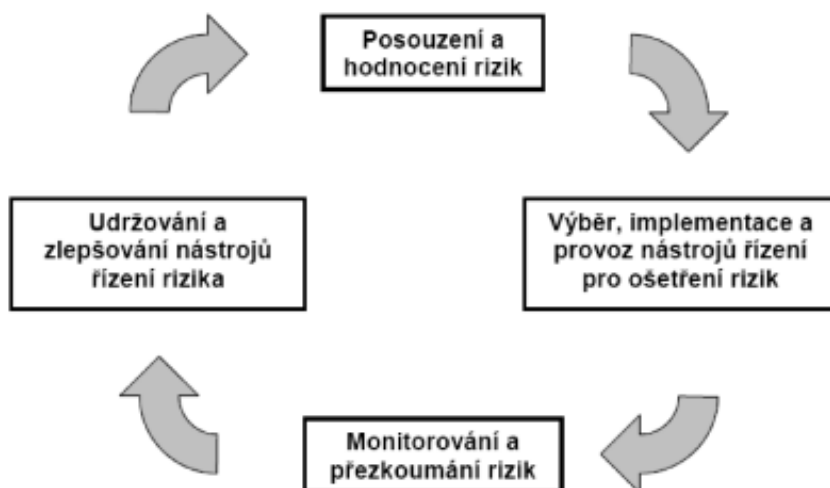 Posouzení a
hodnocení rizik
Udržování a
zlepšování nástrojů
řízení rizika
Výběr, implementace a
provoz nástrojů řízení
pro ošetření rizik
Monitorování a
přezkoumání rizik